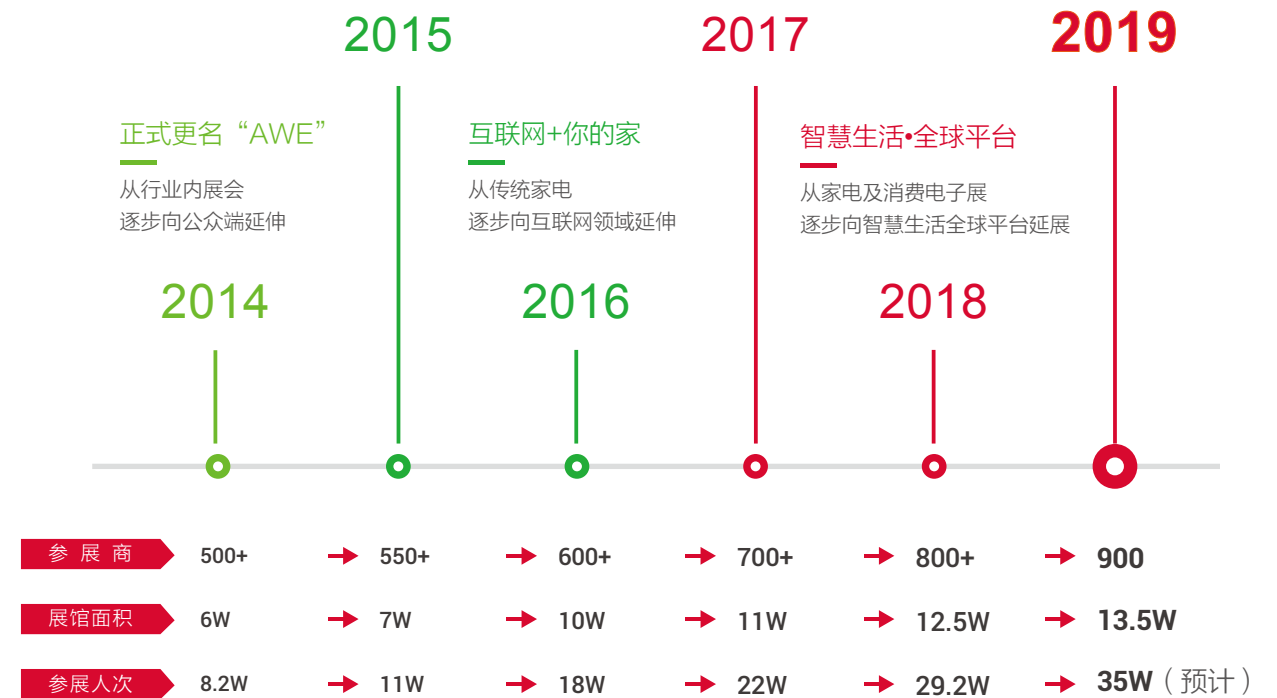 2015
2017
2019
正式更名“AWE”
从行业内展会
逐步向公众端延伸
互联网+你的家
从传统家电
逐步向互联网领域延伸
智慧生活•全球平台
从家电及消费电子展
逐步向智慧生活全球平台延展
2014
2016
2018
参展商 500+ 550+ 600+ 700+ 800+ 900
展馆面积 6W 7W 10W 11W 12.5W 13.5W
参展人次 8.2W 11W 18W 22W 29.2W 35W（预计）